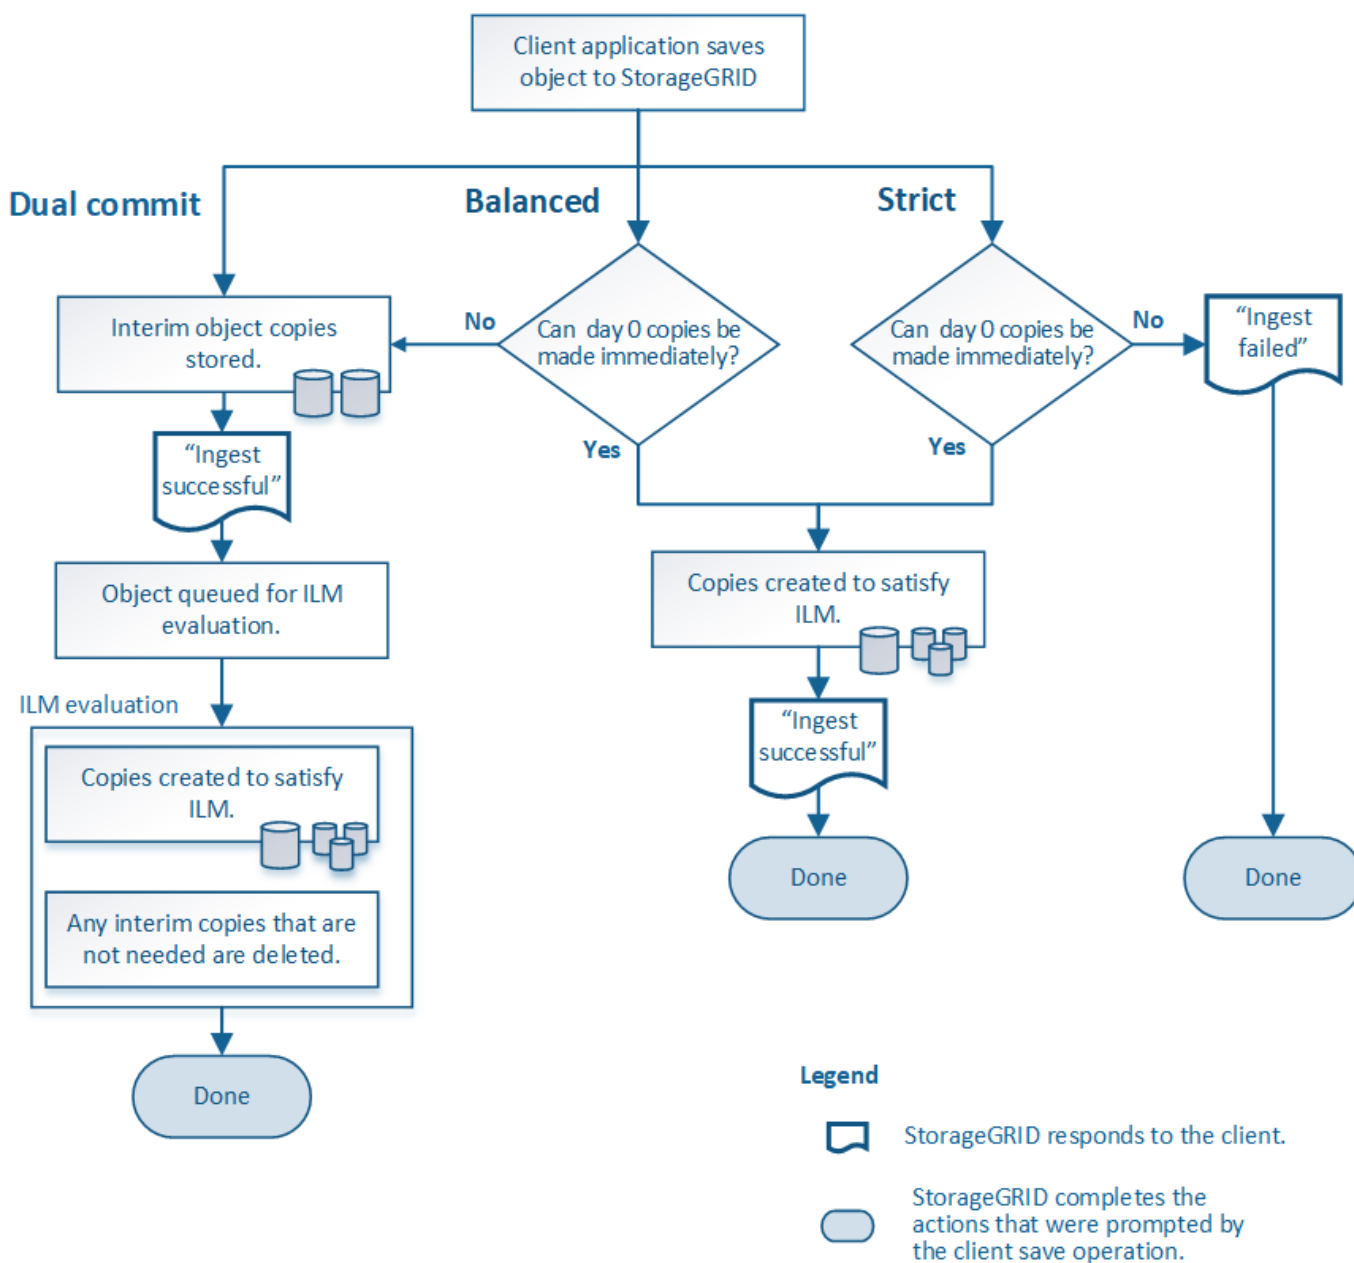 Client application saves
object to StorageGRID
Dual commit
Balanced
Strict
Interim object copies
stored.
No
Can day 0 copies be
made immediately?
Yes
Can day 0 copies be
made immediately?
No
Yes
“Ingest
failed”
“Ingest
successful”
Object queued for ILM
evaluation.
Copies created to satisfy
ILM.
ILM evaluation
Copies created to satisfy
ILM.
“Ingest
successful”
Any interim copies that are
not needed are deleted.
Done
Done
Done
Legend
StorageGRID responds to the client.
StorageGRID completes the
actions that were prompted by
the client save operation.